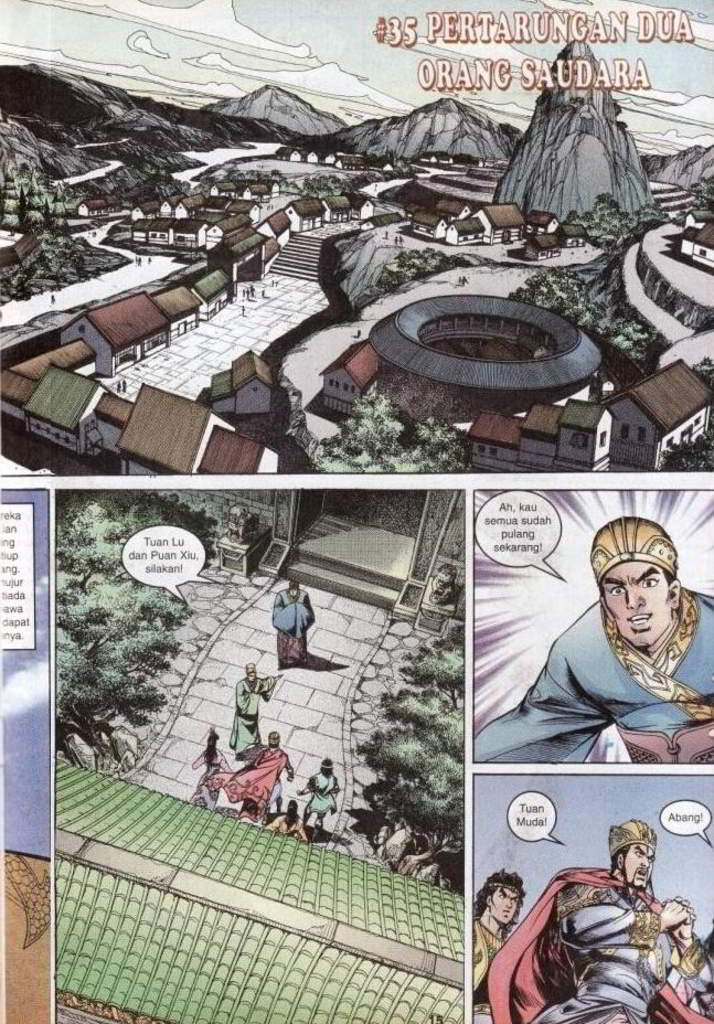 #35 PERTARUNGAN DUA
ORANG SAUDARA
Tuan Lu
dan Puan Xiu,
silakan!
Ah, kau
semua sudah
pulang
sekarang!
Tuan
Muda!
Abang!
15